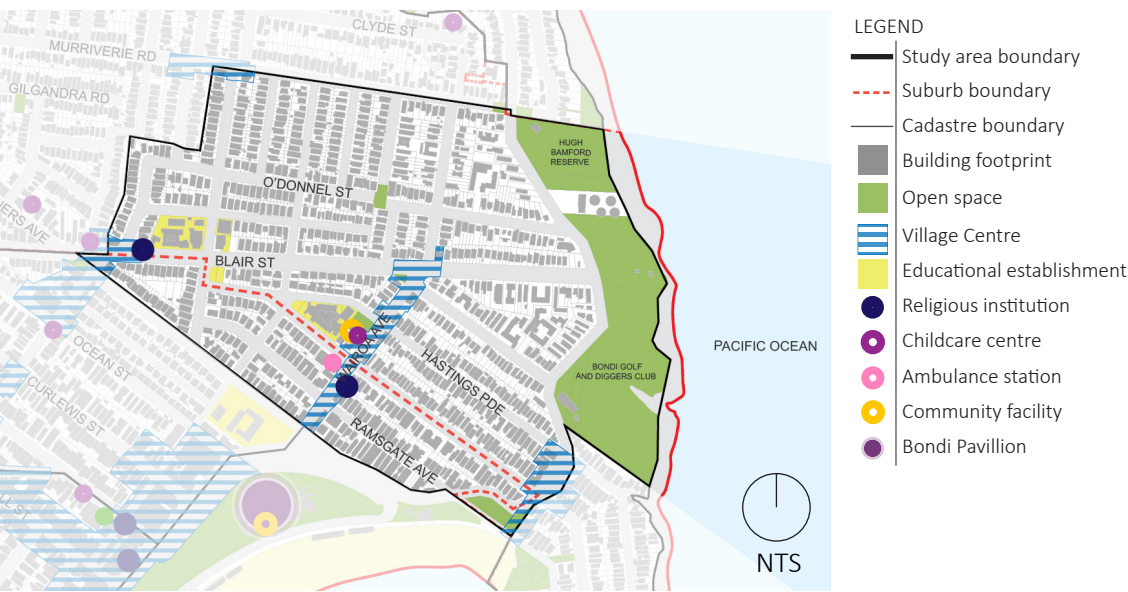 CLYDE ST
MURRIVERIE RD
GILGANDRA RD
HUGH
BAMFORD
RESERVE
O'DONNEL ST
BLAIR ST
OCEAN ST
CURLEWIS ST
HASTINGS PDE
RAMSGATE AVE
BONDI GOLF
AND DIGGERS CLUB
PACIFIC OCEAN
NTS
LEGEND
Study area boundary
Suburb boundary
Cadastre boundary
Building footprint
Open space
Village Centre
Educational establishment
Religious institution
Childcare centre
Ambulance station
Community facility
Bondi Pavillion